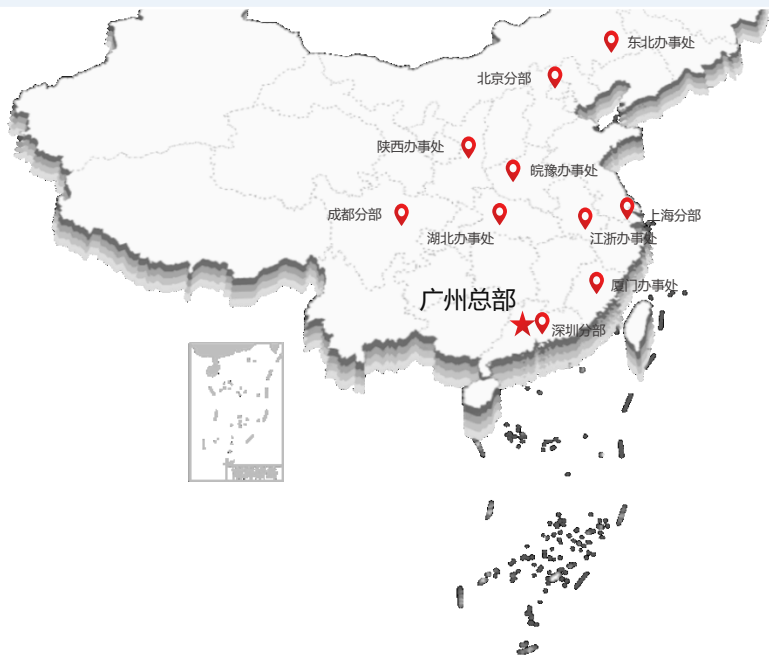 东北办事处
北京分部
陕西办事处
皖豫办事处
成都分部
上海分部
湖北办事处
江浙办事处
厦门办事处
广州总部
深圳分部